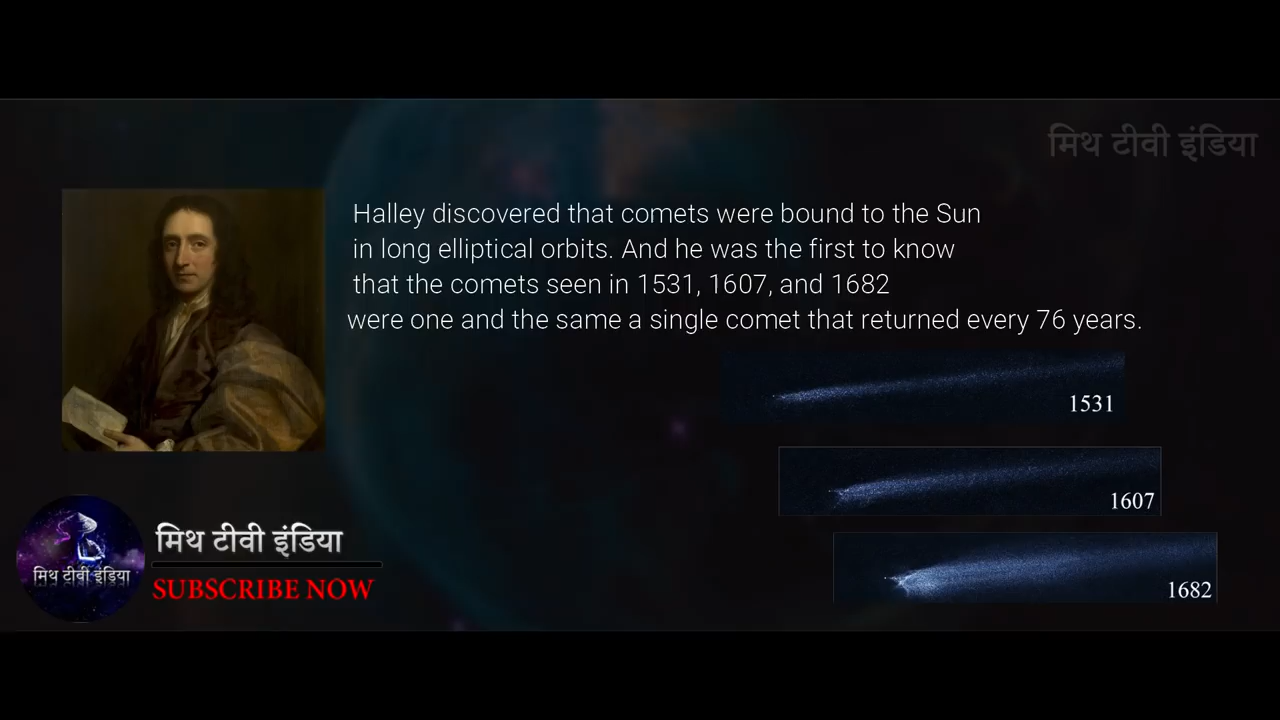 मिथ टीवी इंडिया
Halley discovered that comets were bound to the Sun
in long elliptical orbits. And he was the first to know
that the comets seen in 1531, 1607, and 1682
were one and the same a single comet that returned every 76 years.
1531
1607
1682
मिथ टीवी इंडिया
मिथ टीवी इंडिया
SUBSCRIBE NOW